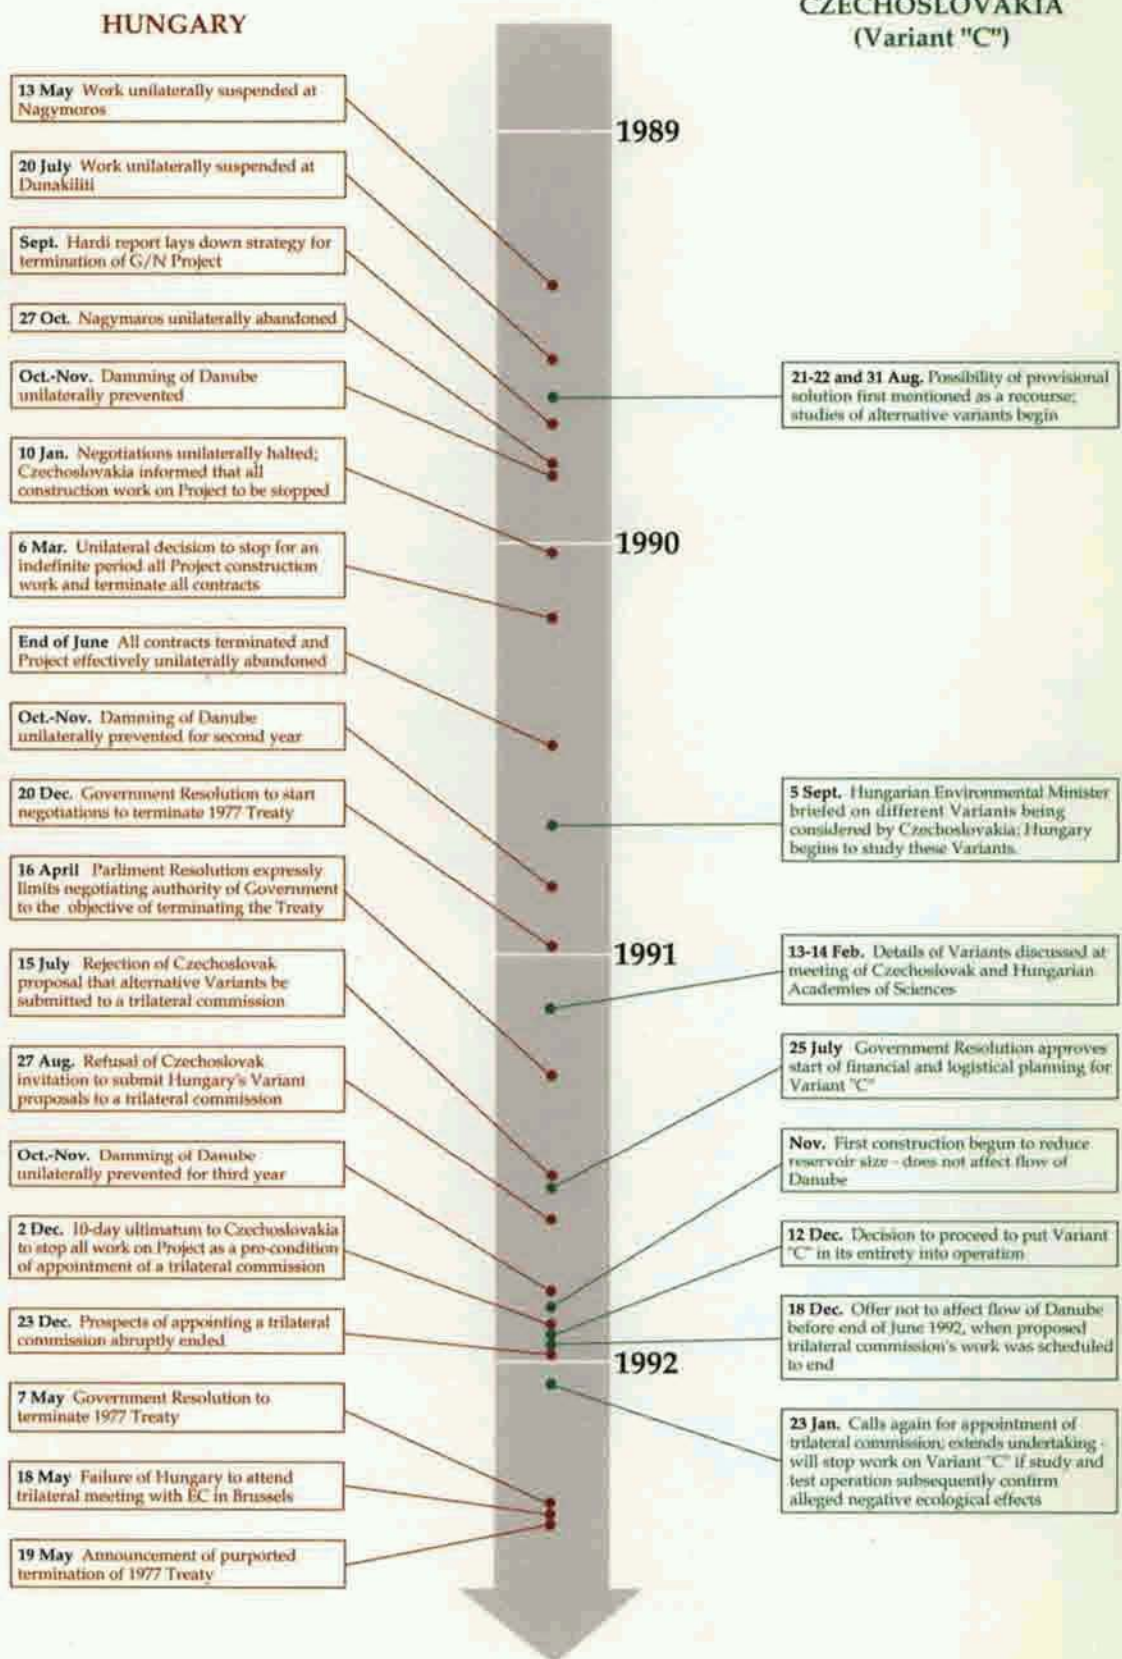 HUNGARY
13 May Work unilaterally suspended at
Nagymoros
20 July Work unilaterally suspended at
Dunakiliti
Sept. Hardi report lays down strategy for
termination of G/N Project
27 Oct. Nagymaros unilaterally abandoned
Oct.-Nov. Damming of Danube
unilaterally prevented
10 Jan. Negotiations unilaterally halted;
Czechoslovakia informed that all
construction work on Project to be stopped
6 Mar. Unilateral decision to stop for an
indefinite period all Project construction
work and terminate all contracts
End of June All contracts terminated and
Project effectively unilaterally abandoned
Oct.-Nov. Damming of Danube
unilaterally prevented for second year
20 Dec. Government Resolution to start
negotiations to terminate 1977 Treaty
16 April Parliment Resolution expressly
limits negotiating authority of Government
to the objective of terminating the Treaty
15 July Rejection of Czechoslovak
proposal that alternative Variants be
submitted to a trilateral commission
27 Aug. Refusal of Czechoslovak
invitation to submit Hungary's Variant
proposals to a trilateral commission
Oct.-Nov. Damming of Danube
unilaterally prevented for third year
2 Dec. 10-day ultimatum to Czechoslovakia
to stop all work on Project as a pre-condition
of appointment of a trilateral commission
23 Dec. Prospects of appointing a trilateral
commission abruptly ended
7 May Government Resolution to
terminate 1977 Treaty
18 May Failure of Hungary to attend
trilateral meeting with EC in Brussels
19 May Announcement of purported
termination of 1977 Treaty
1989
1990
1991
1992
CZECHOSLOVAKIA
(Variant "C")
21-22 and 31 Aug. Possibility of provisional
solution first mentioned as a recourse;
studies of alternative variants begin
5 Sept. Hungarian Environmental Minister
briefed on different Variants being
considered by Czechoslovakia; Hungary
begins to study these Variants.
13-14 Feb. Details of Variants discussed at
meeting of Czechoslovak and Hungarian
Academies of Sciences
25 July Government Resolution approves
start of financial and logistical planning for
Variant "C"
Nov. First construction begun to reduce
reservoir size - does not affect flow of
Danube
12 Dec. Decision to proceed to put Variant
"C" in its entirety into operation
18 Dec. Offer not to affect flow of Danube
before end of June 1992, when proposed
trilateral commission's work was scheduled
to end
23 Jan. Calls again for appointment of
trilateral commission; extends undertaking -
will stop work on Variant "C" if study and
test operation subsequently confirm
alleged negative ecological effects